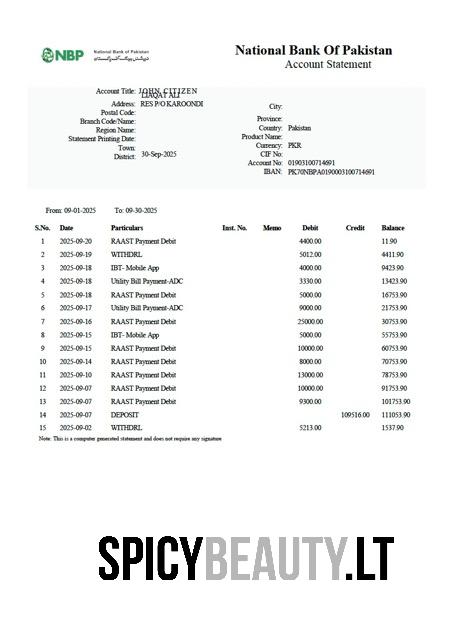 NBP
National Bank of Pakistan
نیشنل بینک آف پاکستان
National Bank Of Pakistan
Account Statement
Account Title: JOHN CITIZEN
LIAQAT ALI
Address: RES P/O KAROONDI
Postal Code:
Branch Code/Name:
Region Name:
Statement Printing Date:
Town:
District: 30-Sep-2025
City:
Province:
Country: Pakistan
Product Name:
Currency: PKR
CIF No:
Account No: 01903100714691
IBAN: PK70NBPA0190003100714691
From: 09-01-2025 To: 09-30-2025
S.No. Date Particulars Inst. No. Memo Debit Credit Balance
1 2025-09-20 RAAST Payment Debit 4400.00 11.90
2 2025-09-19 WITHDRL 5012.00 4411.90
3 2025-09-18 IBT- Mobile App 4000.00 9423.90
4 2025-09-18 Utility Bill Payment-ADC 3330.00 13423.90
5 2025-09-18 RAAST Payment Debit 5000.00 16753.90
6 2025-09-17 Utility Bill Payment-ADC 9000.00 21753.90
7 2025-09-16 RAAST Payment Debit 25000.00 30753.90
8 2025-09-15 IBT- Mobile App 5000.00 55753.90
9 2025-09-15 RAAST Payment Debit 10000.00 60753.90
10 2025-09-14 RAAST Payment Debit 8000.00 70753.90
11 2025-09-10 RAAST Payment Debit 13000.00 78753.90
12 2025-09-07 RAAST Payment Debit 10000.00 91753.90
13 2025-09-07 RAAST Payment Debit 9300.00 101753.90
14 2025-09-07 DEPOSIT 109516.00 111053.90
15 2025-09-02 WITHDRL 5213.00 1537.90
Note: This is a computer generated statement and does not require any signature
SPICYBEAUTY.LT